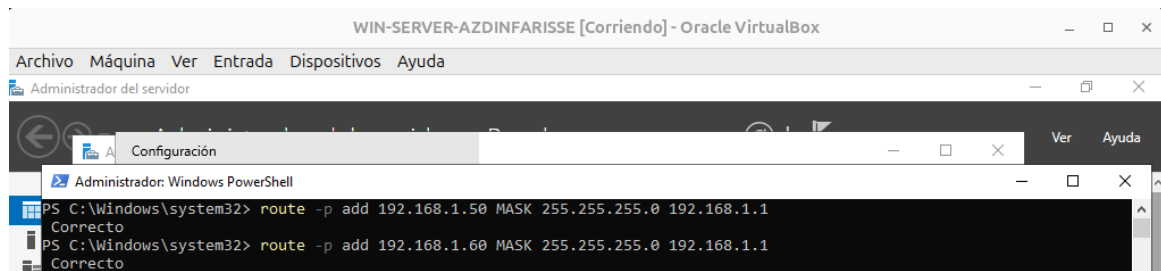 WIN-SERVER-AZDINFARISSE [Corriendo] - Oracle VirtualBox
Archivo Máquina Ver Entrada Dispositivos Ayuda
Administrador del servidor
Ver Ayuda
A Configuración
Administrador: Windows PowerShell
PS C:\Windows\system32> route -p add 192.168.1.50 MASK 255.255.255.0 192.168.1.1
Correcto
PS C:\Windows\system32> route -p add 192.168.1.60 MASK 255.255.255.0 192.168.1.1
Correcto